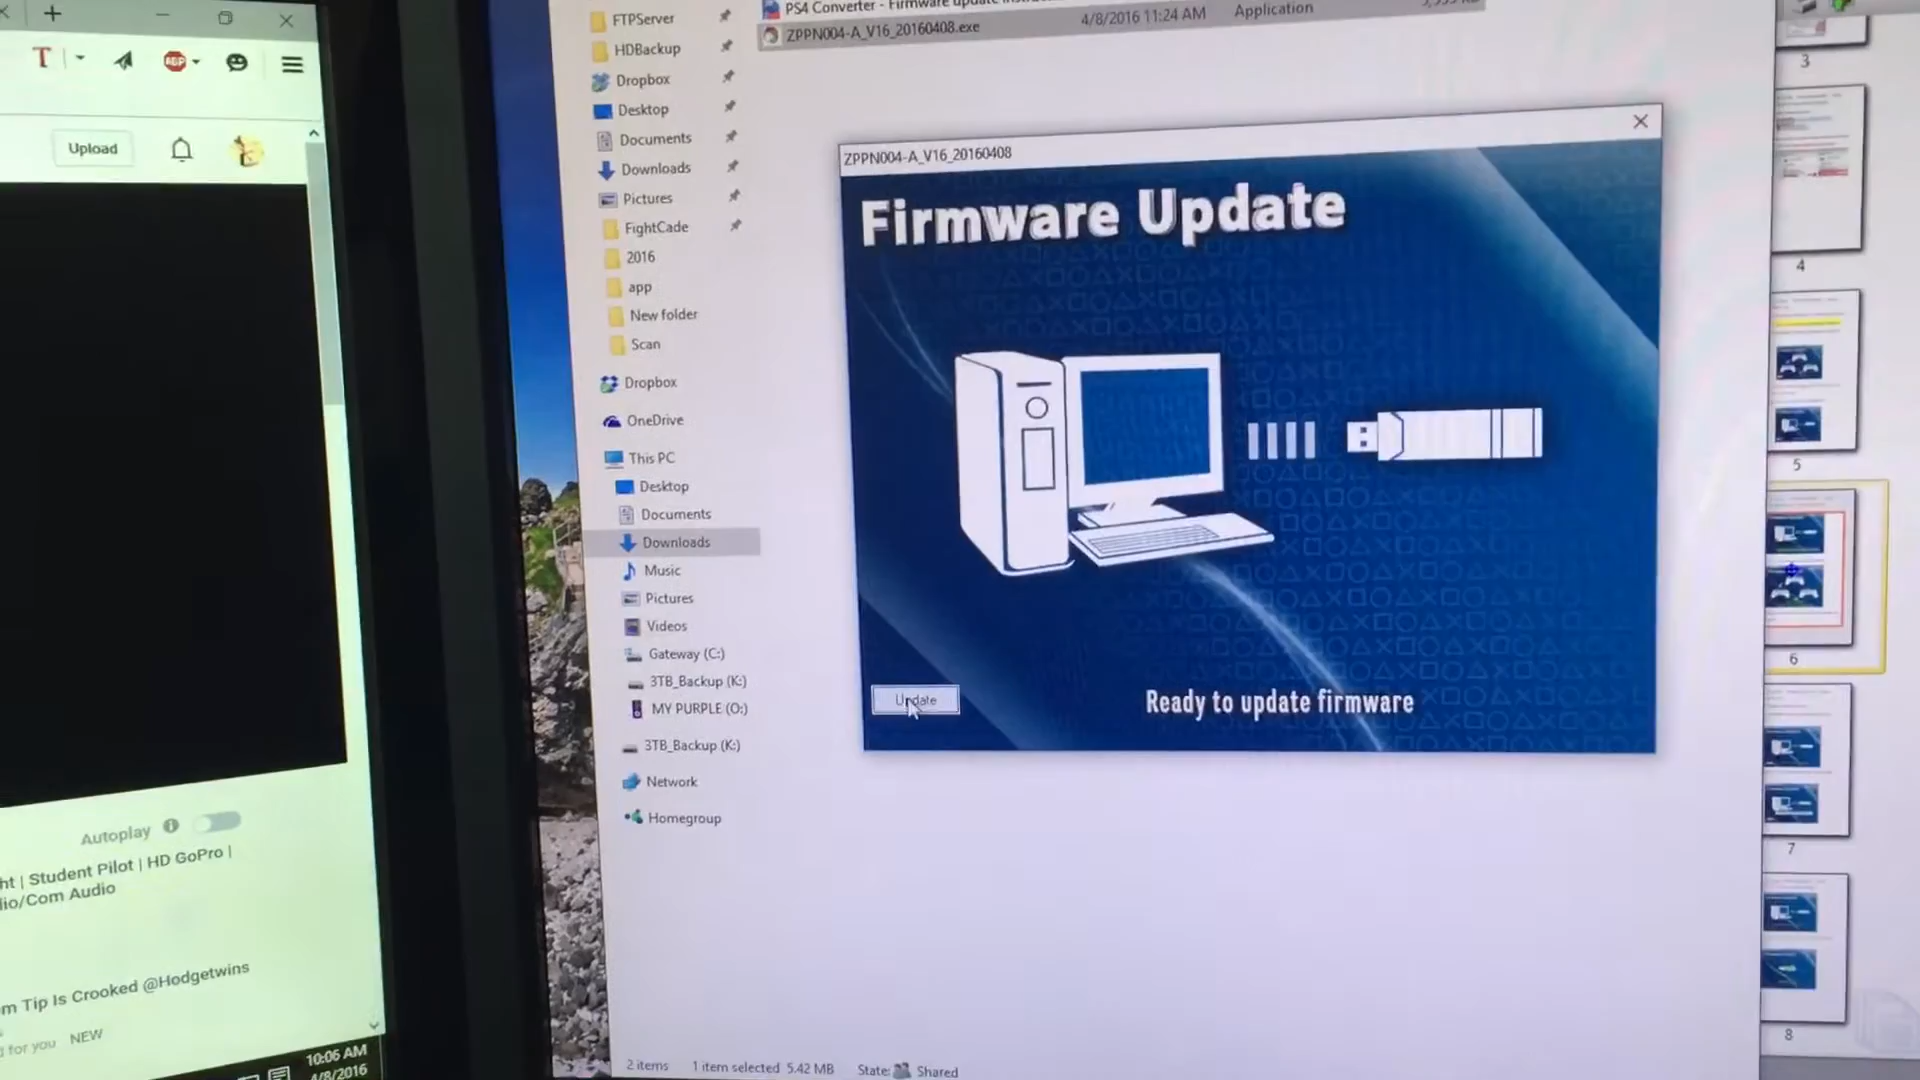 T
ABP
Upload
Autoplay
ht | Student Pilot | HD GoPro |
dio/Com Audio
m Tip Is Crooked @Hodgetwins
d for you NEW
10:06 AM
4/8/2016
FTPServer
HDBackup
Dropbox
Desktop
Documents
Downloads
Pictures
FightCade
2016
app
New folder
Scan
Dropbox
OneDrive
This PC
Desktop
Documents
Downloads
Music
Pictures
Videos
Gateway (C:)
3TB_Backup (K:)
MY PURPLE (O:)
3TB_Backup (K:)
Network
Homegroup
PS4 Converter - Firmware update
ZPPN004-A_V16_20160408.exe
4/8/2016 11:24 AM
Application
ZPPN004-A_V16_20160408
Firmware Update
Update
Ready to update firmware
2 items
1 item selected 5.42 MB
State: Shared
3
4
5
6
7
8